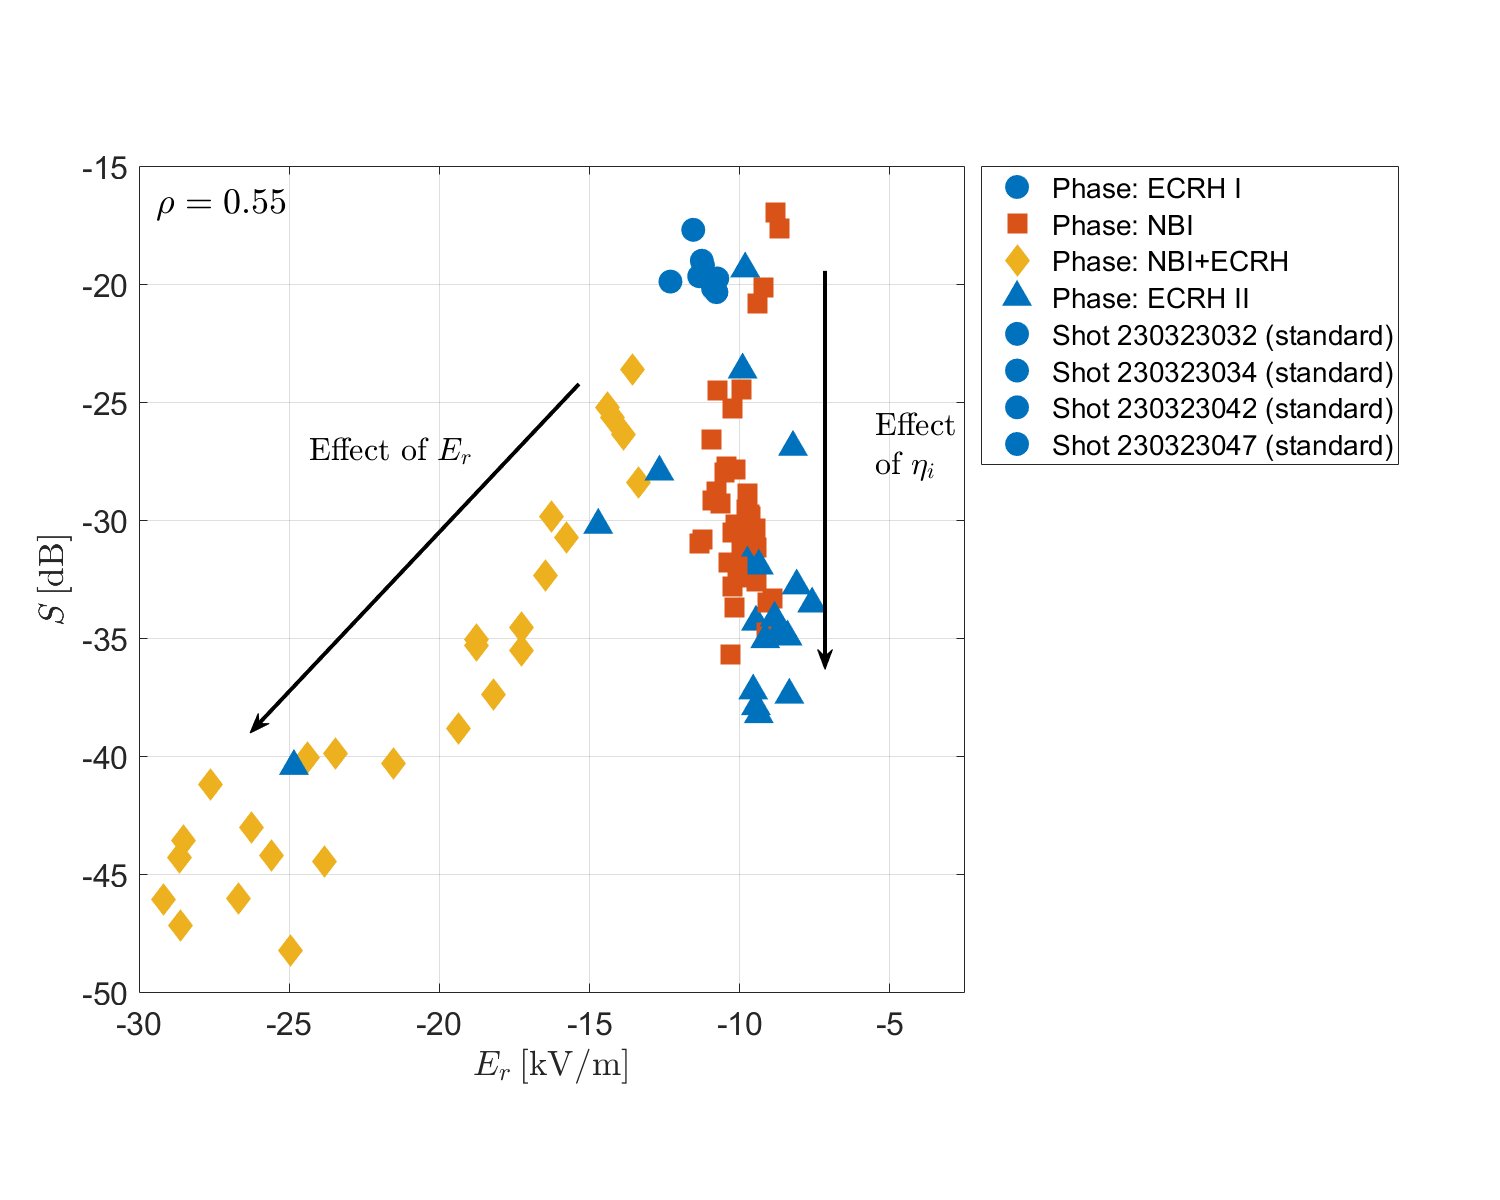 ρ = 0.55
-15
-20
-25
-30
-35
-40
-45
-50
S [dB]
Effect of E_r
Effect
of η_i
-30 -25 -20 -15 -10 -5
E_r [kV/m]
Phase: ECRH I
Phase: NBI
Phase: NBI+ECRH
Phase: ECRH II
Shot 230323032 (standard)
Shot 230323034 (standard)
Shot 230323042 (standard)
Shot 230323047 (standard)